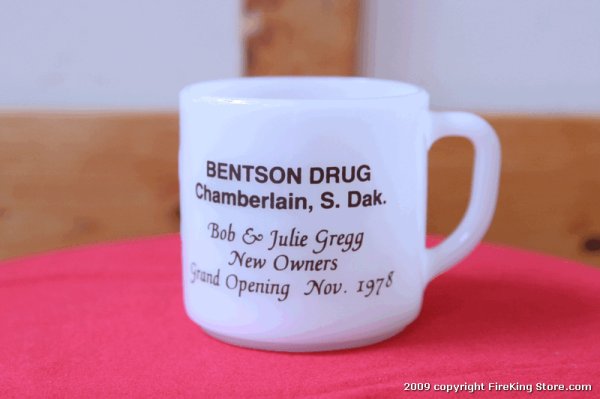 BENTSON DRUG
Chamberlain, S. Dak.
Bob & Julie Gregg
New Owners
Grand Opening Nov. 1978
2009 copyright FireKing Store.com